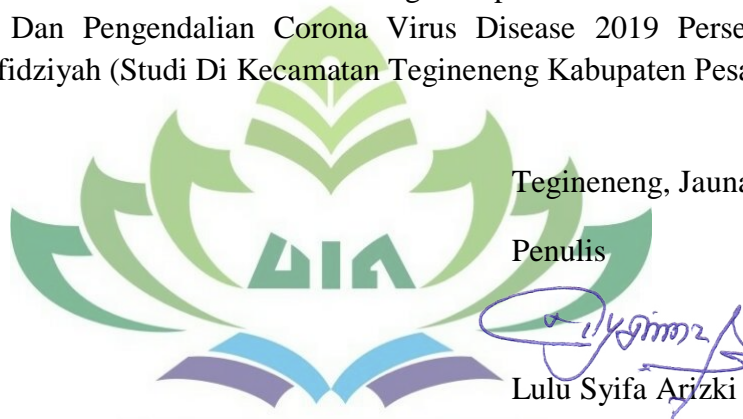 Dan Pengendalian Corona Virus Disease 2019 Perse
fidziyah (Studi Di Kecamatan Tegineneng Kabupaten Pesa
Tegineneng, Jauna
Penulis
UIA
Lulu Syifa Arizki